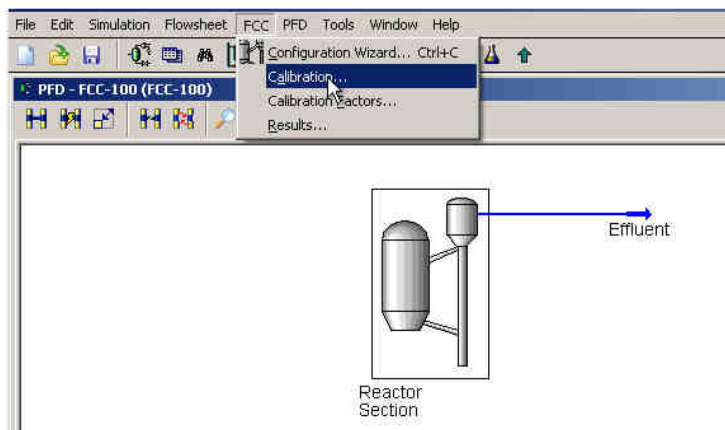 File Edit Simulation Flowsheet FCC PFD Tools Window Help
Configuration Wizard... Ctrl+C
Calibration...
Calibration Factors...
Results...
PFD - FCC-100 (FCC-100)
Effluent
Reactor
Section